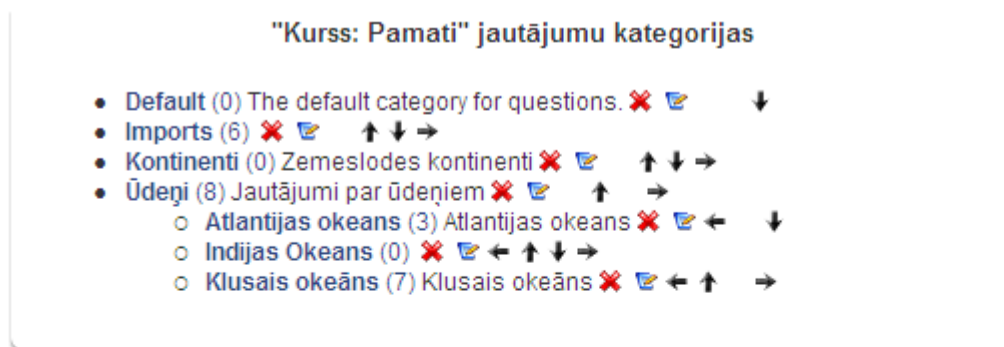 "Kurss: Pamati" jautājumu kategorijas
Default (0) The default category for questions.
Imports (6)
Kontinenti (0) Zemeslodes kontinenti
Ūdeņi (8) Jautājumi par ūdeņiem
Atlantijas okeans (3) Atlantijas okeans
Indijas Okeans (0)
Klusais okeāns (7) Klusais okeāns